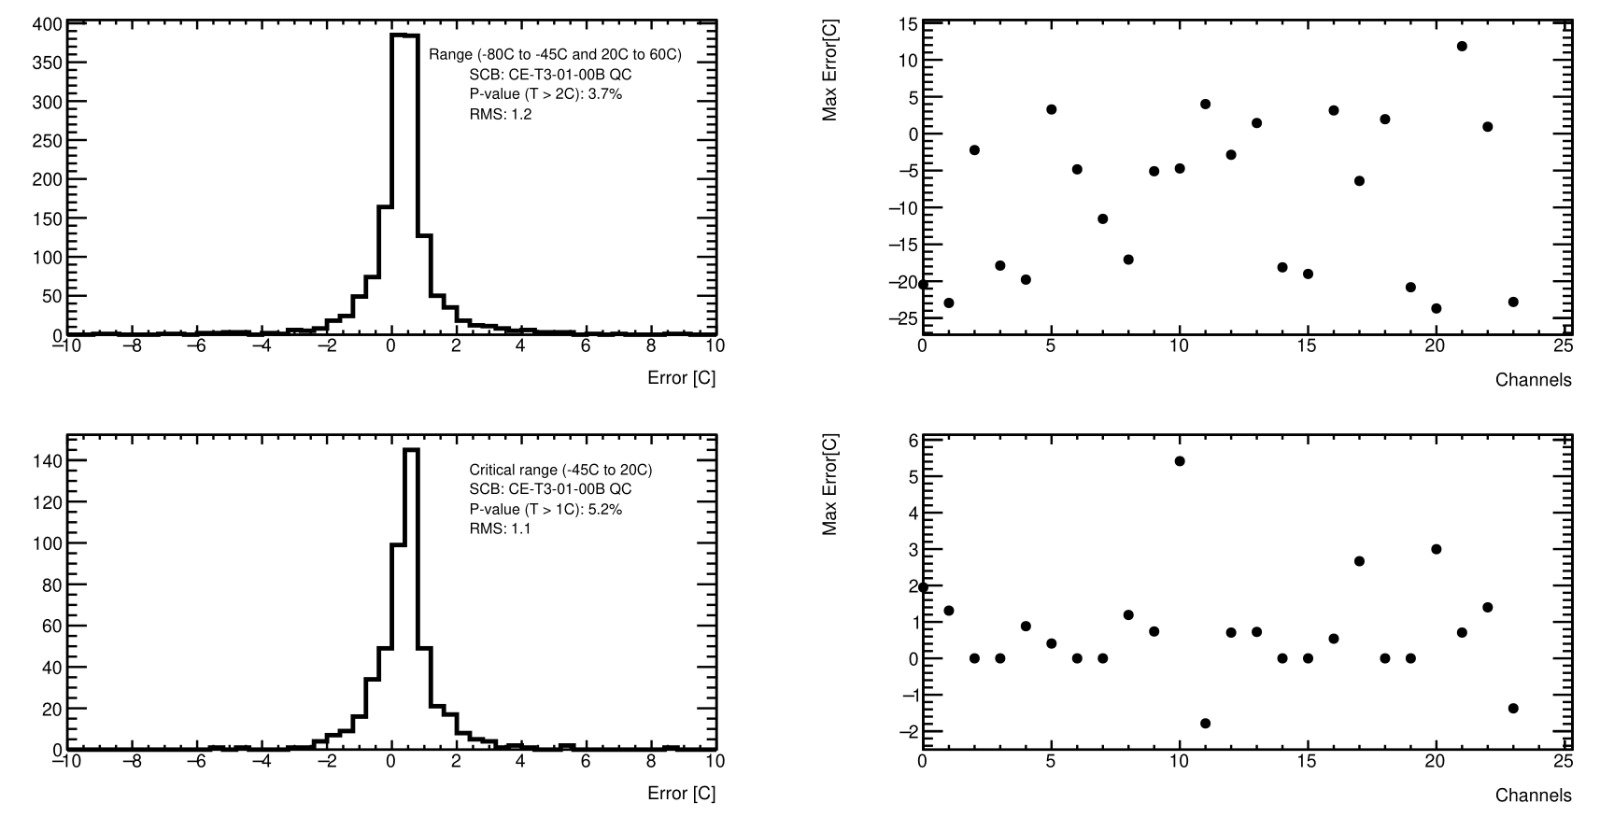 400
350
300
250
200
150
100
50
0
Range (-80C to -45C and 20C to 60C)
SCB: CE-T3-01-00B QC
P-value (T > 2C): 3.7%
RMS: 1.2
−10 −8 −6 −4 −2 0 2 4 6 8 10
Error [C]
Max Error[C]
15
10
5
0
−5
−10
−15
−20
−25
0 5 10 15 20 25
Channels
140
120
100
80
60
40
20
0
Critical range (-45C to 20C)
SCB: CE-T3-01-00B QC
P-value (T > 1C): 5.2%
RMS: 1.1
−10 −8 −6 −4 −2 0 2 4 6 8 10
Error [C]
Max Error[C]
6
5
4
3
2
1
0
−1
−2
0 5 10 15 20 25
Channels